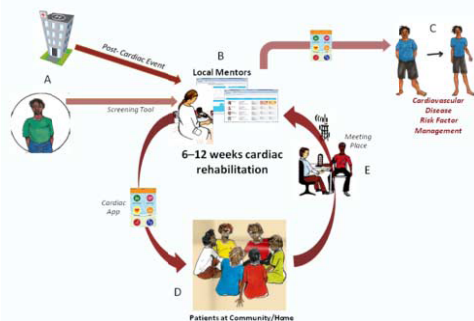 A
Post- Cardiac Event
Screening Tool
B
Local Mentors
6–12 weeks cardiac
rehabilitation
C
Cardiovascular
Disease
Risk Factor
Management
Meeting
Place
E
Cardiac
App
D
Patients at Community/Home